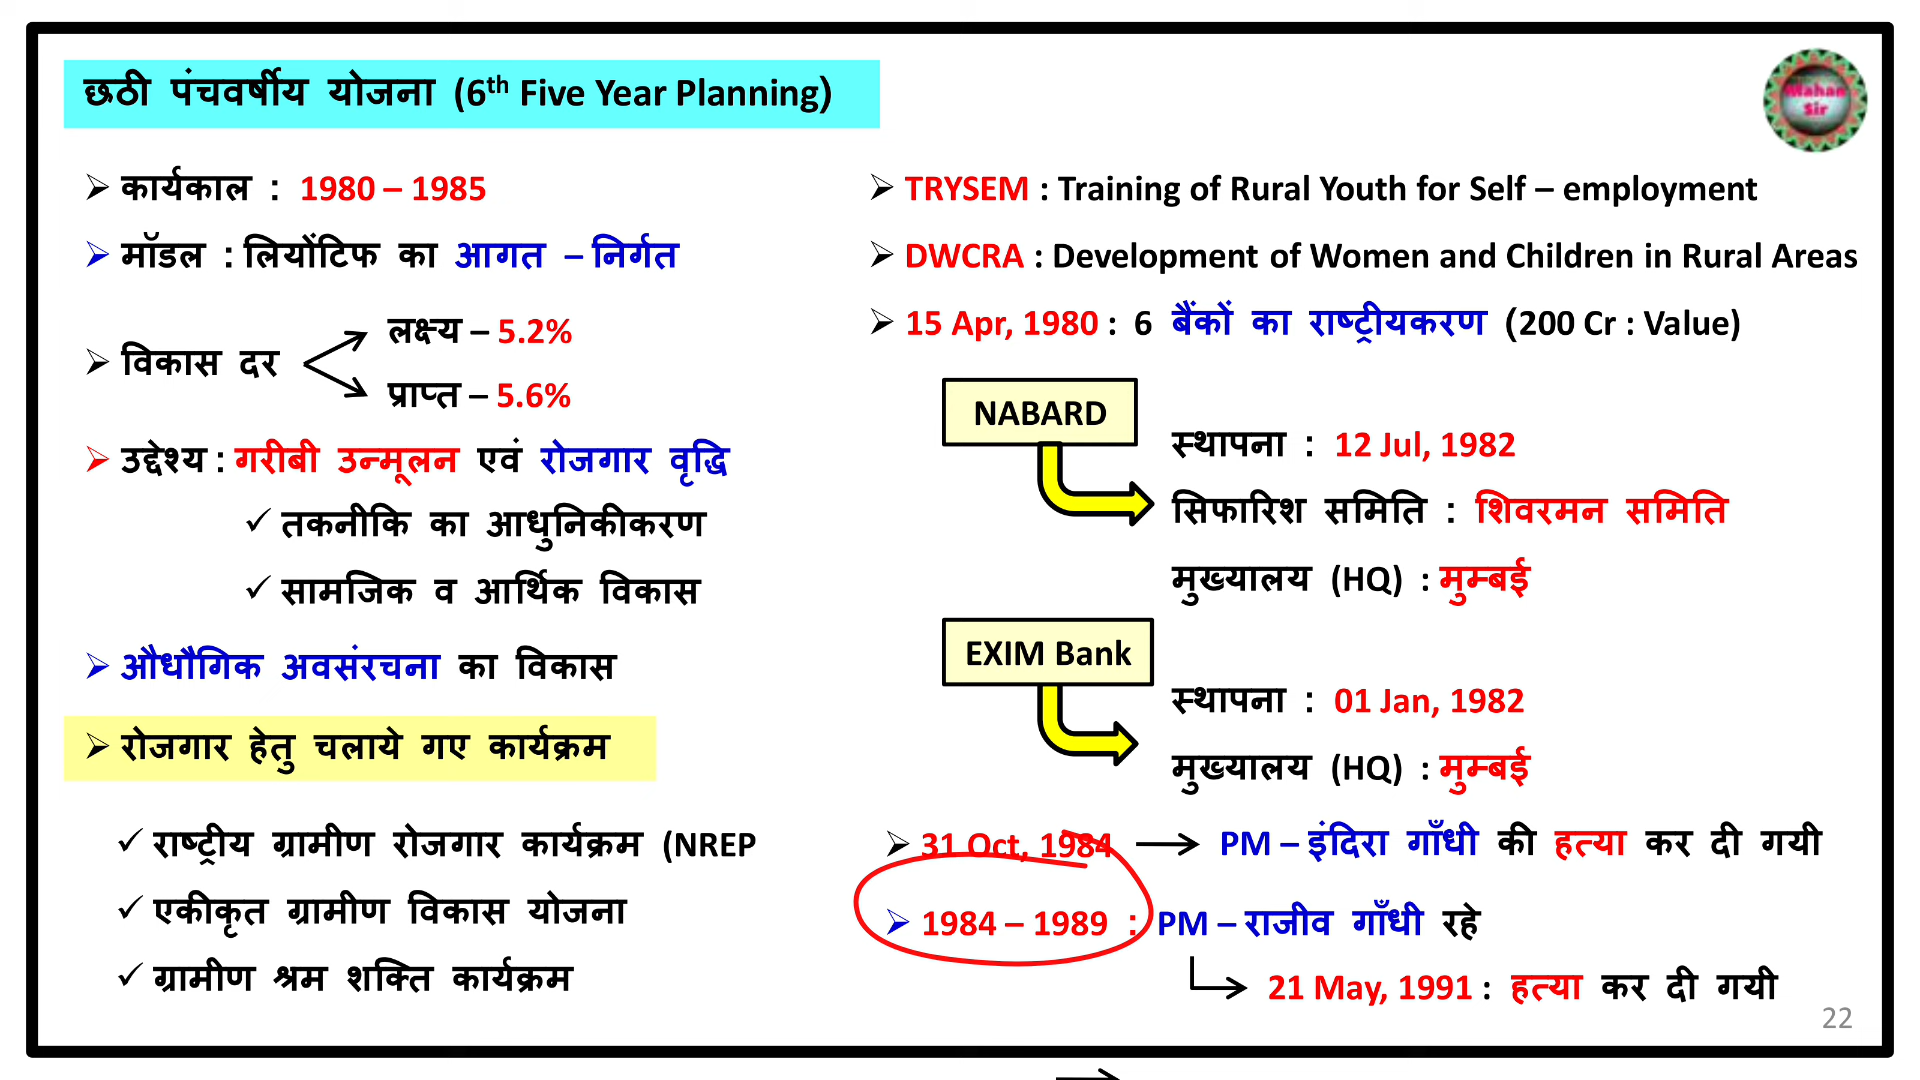 छठी पंचवर्षीय योजना (6th Five Year Planning)
Mahan
Sir
कार्यकाल : 1980 – 1985
मॉडल : लियोंटिफ का आगत – निर्गत
विकास दर
लक्ष्य – 5.2%
प्राप्त – 5.6%
उद्देश्य : गरीबी उन्मूलन एवं रोजगार वृद्धि
तकनीकि का आधुनिकीकरण
सामजिक व आर्थिक विकास
औधौगिक अवसंरचना का विकास
रोजगार हेतु चलाये गए कार्यक्रम
राष्ट्रीय ग्रामीण रोजगार कार्यक्रम (NREP
एकीकृत ग्रामीण विकास योजना
ग्रामीण श्रम शक्ति कार्यक्रम
TRYSEM : Training of Rural Youth for Self – employment
DWCRA : Development of Women and Children in Rural Areas
15 Apr, 1980 : 6 बैंकों का राष्ट्रीयकरण (200 Cr : Value)
NABARD
स्थापना : 12 Jul, 1982
सिफारिश समिति : शिवरमन समिति
मुख्यालय (HQ) : मुम्बई
EXIM Bank
स्थापना : 01 Jan, 1982
मुख्यालय (HQ) : मुम्बई
31 Oct, 1984 PM – इंदिरा गाँधी की हत्या कर दी गयी
1984 – 1989 : PM – राजीव गाँधी रहे
21 May, 1991 : हत्या कर दी गयी
22